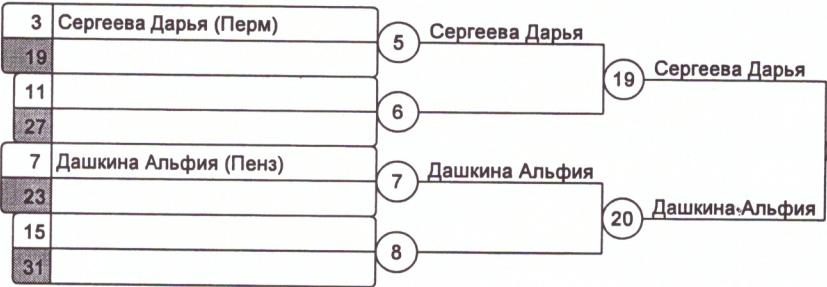 3 Сергеева Дарья (Перм)
19
5 Сергеева Дарья
11
27
6
19 Сергеева Дарья
7 Дашкина Альфия (Пенз)
23
7 Дашкина Альфия
15
31
8
20 Дашкина Альфия